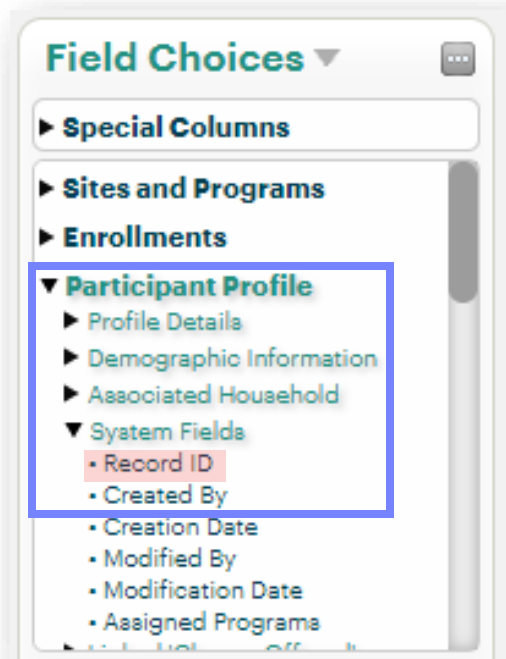 Field Choices
Special Columns
Sites and Programs
Enrollments
Participant Profile
Profile Details
Demographic Information
Associated Household
System Fields
Record ID
Created By
Creation Date
Modified By
Modification Date
Assigned Programs